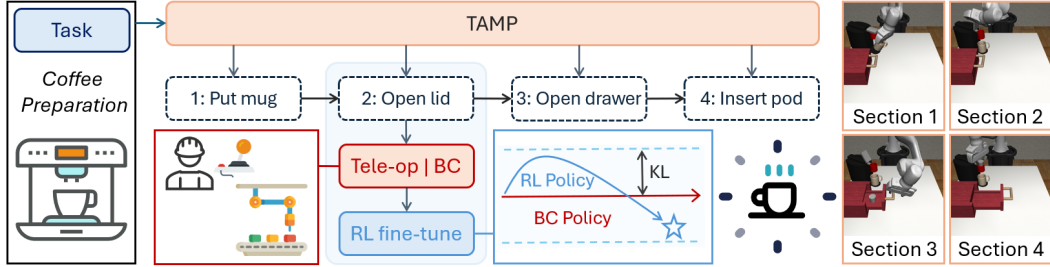 Task
TAMP
Coffee
Preparation
1: Put mug
2: Open lid
3: Open drawer
4: Insert pod
Tele-op | BC
RL fine-tune
RL Policy
KL
BC Policy
Section 1
Section 2
Section 3
Section 4